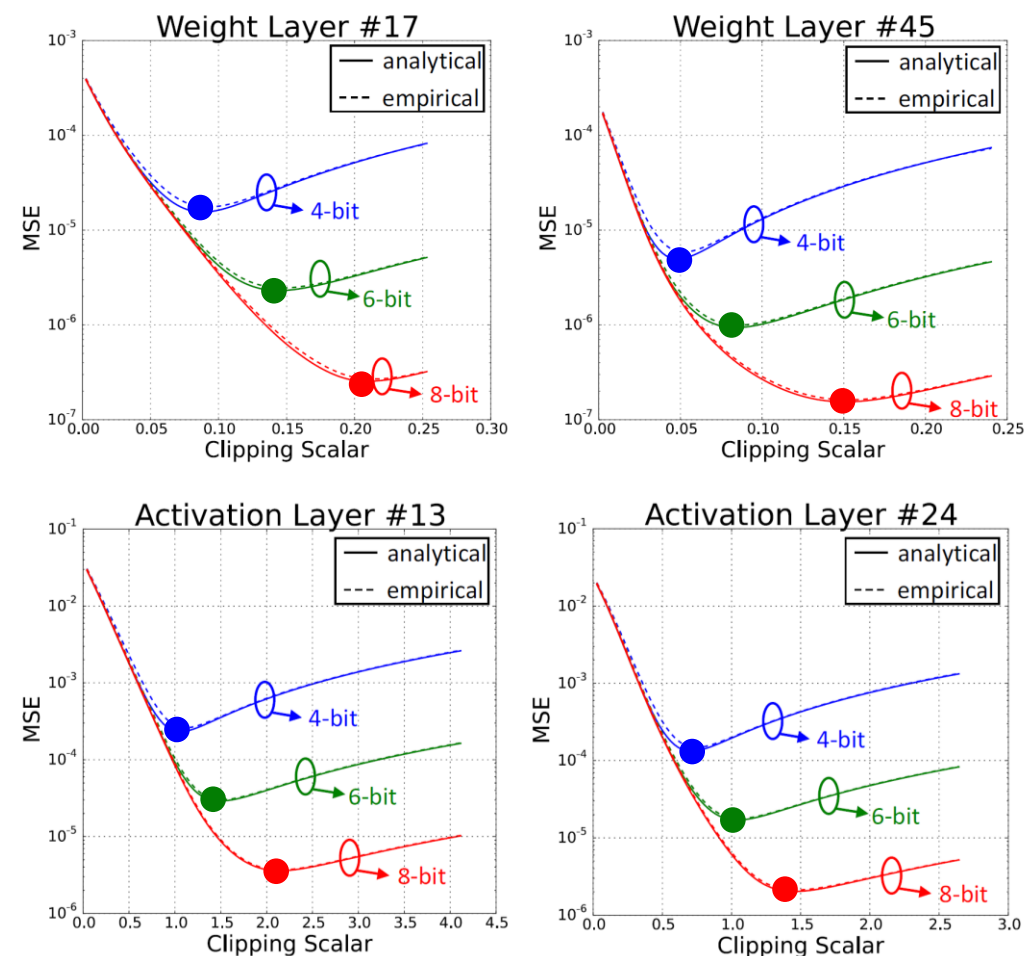 Weight Layer #17
10^-3
10^-4
10^-5
10^-6
10^-7
MSE
analytical
empirical
4-bit
6-bit
8-bit
0.00 0.05 0.10 0.15 0.20 0.25 0.30
Clipping Scalar
Weight Layer #45
10^-3
10^-4
10^-5
10^-6
10^-7
MSE
analytical
empirical
4-bit
6-bit
8-bit
0.00 0.05 0.10 0.15 0.20 0.25
Clipping Scalar
Activation Layer #13
10^-1
10^-2
10^-3
10^-4
10^-5
10^-6
MSE
analytical
empirical
4-bit
6-bit
8-bit
0.0 0.5 1.0 1.5 2.0 2.5 3.0 3.5 4.0 4.5
Clipping Scalar
Activation Layer #24
10^-1
10^-2
10^-3
10^-4
10^-5
10^-6
MSE
analytical
empirical
4-bit
6-bit
8-bit
0.0 0.5 1.0 1.5 2.0 2.5 3.0
Clipping Scalar